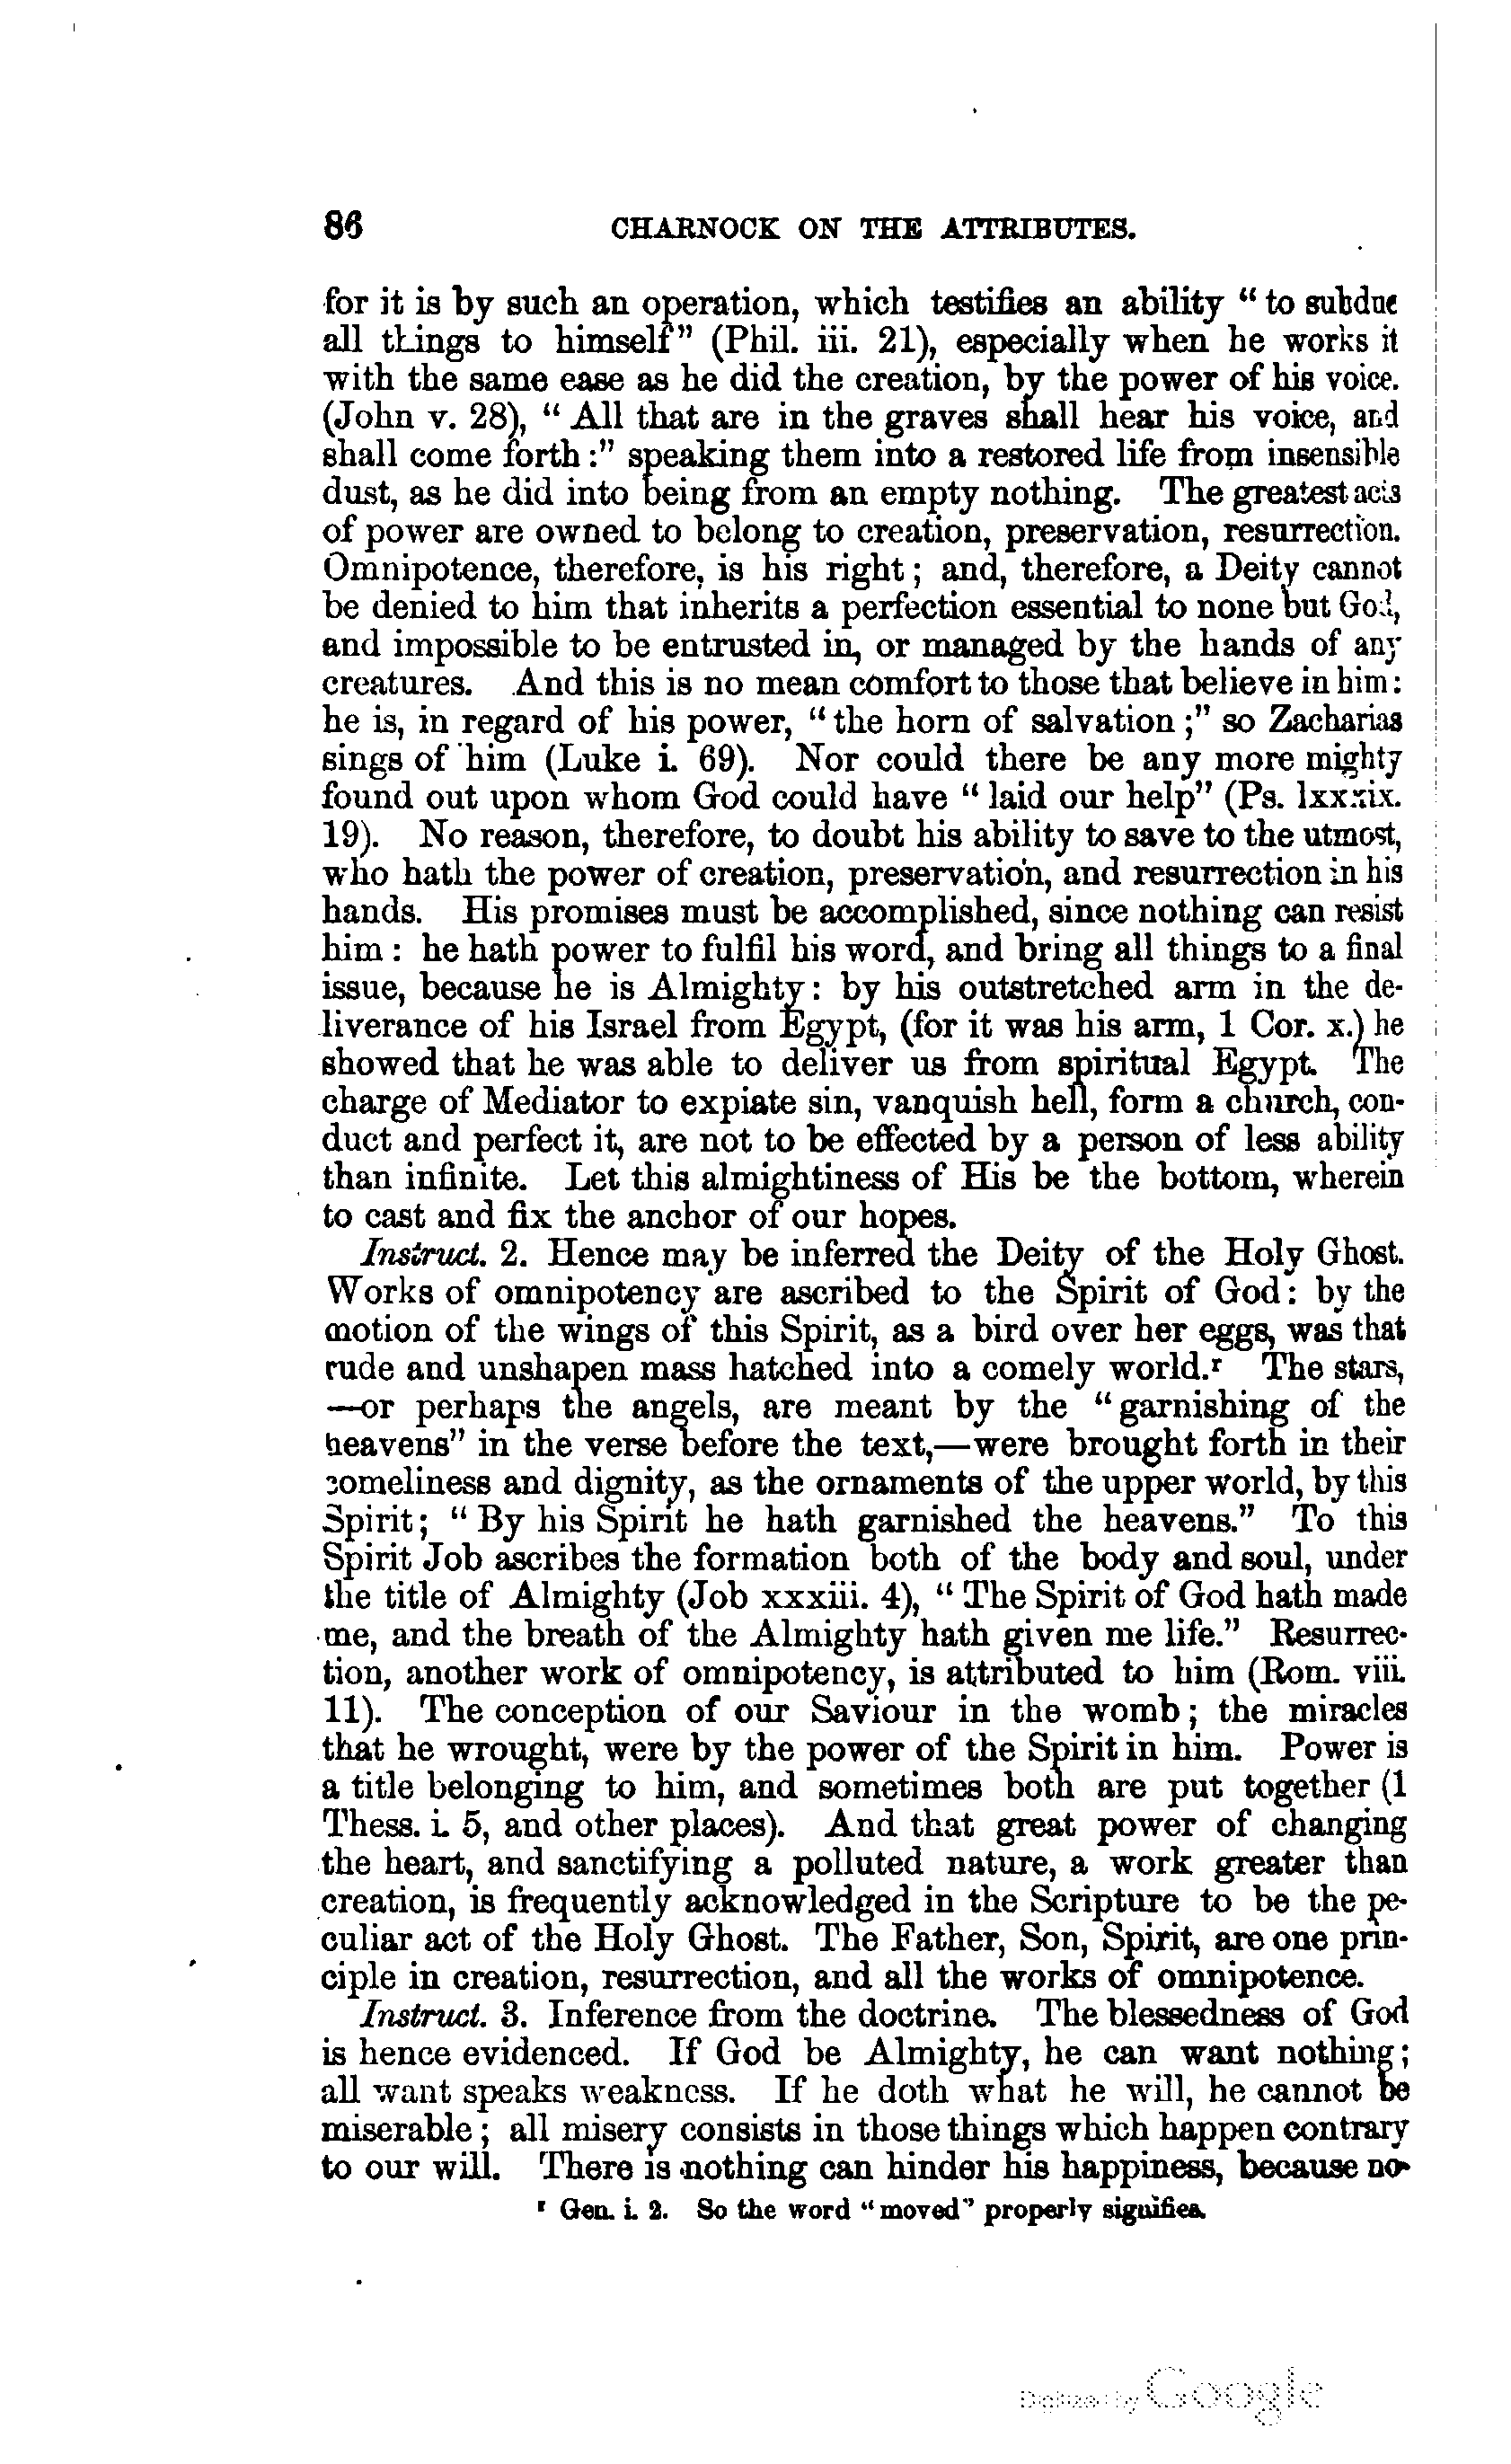 86 CHARNOCK ON THE ATTRIBUTES.
for it is by such an operation, which testifies an ability “ to subdue
all things to himself” (Phil. iii. 21), especially when he works it
with the same ease as he did the creation, by the power of his voice.
(John v. 28), “ All that are in the graves shall hear his voice, and
shall come forth :” speaking them into a restored life from insensible
dust, as he did into being from an empty nothing. The greatest acts
of power are owned to belong to creation, preservation, resurrection.
Omnipotence, therefore, is his right ; and, therefore, a Deity cannot
be denied to him that inherits a perfection essential to none but God,
and impossible to be entrusted in, or managed by the hands of any
creatures. And this is no mean comfort to those that believe in him :
he is, in regard of his power, “ the horn of salvation ;” so Zacharias
sings of him (Luke i. 69). Nor could there be any more mighty
found out upon whom God could have “ laid our help” (Ps. lxxxix.
19). No reason, therefore, to doubt his ability to save to the utmost,
who hath the power of creation, preservation, and resurrection in his
hands. His promises must be accomplished, since nothing can resist
him : he hath power to fulfil his word, and bring all things to a final
issue, because he is Almighty : by his outstretched arm in the de-
liverance of his Israel from Egypt, (for it was his arm, 1 Cor. x.) he
showed that he was able to deliver us from spiritual Egypt. The
charge of Mediator to expiate sin, vanquish hell, form a church, con-
duct and perfect it, are not to be effected by a person of less ability
than infinite. Let this almightiness of His be the bottom, wherein
to cast and fix the anchor of our hopes.
Instruct. 2. Hence may be inferred the Deity of the Holy Ghost.
Works of omnipotency are ascribed to the Spirit of God : by the
motion of the wings of this Spirit, as a bird over her eggs, was that
rude and unshapen mass hatched into a comely world.r The stars,
—or perhaps the angels, are meant by the “ garnishing of the
heavens” in the verse before the text,—were brought forth in their
comeliness and dignity, as the ornaments of the upper world, by this
Spirit ; “ By his Spirit he hath garnished the heavens.” To this
Spirit Job ascribes the formation both of the body and soul, under
the title of Almighty (Job xxxiii. 4), “ The Spirit of God hath made
me, and the breath of the Almighty hath given me life.” Resurrec-
tion, another work of omnipotency, is attributed to him (Rom. viii.
11). The conception of our Saviour in the womb ; the miracles
that he wrought, were by the power of the Spirit in him. Power is
a title belonging to him, and sometimes both are put together (1
Thess. i. 5, and other places). And that great power of changing
the heart, and sanctifying a polluted nature, a work greater than
creation, is frequently acknowledged in the Scripture to be the pe-
culiar act of the Holy Ghost. The Father, Son, Spirit, are one prin-
ciple in creation, resurrection, and all the works of omnipotence.
Instruct. 3. Inference from the doctrine. The blessedness of God
is hence evidenced. If God be Almighty, he can want nothing ;
all want speaks weakness. If he doth what he will, he cannot be
miserable ; all misery consists in those things which happen contrary
to our will. There is nothing can hinder his happiness, because no-
r Gen. i. 2. So the word “ moved” properly signifies.
Digitized by Google